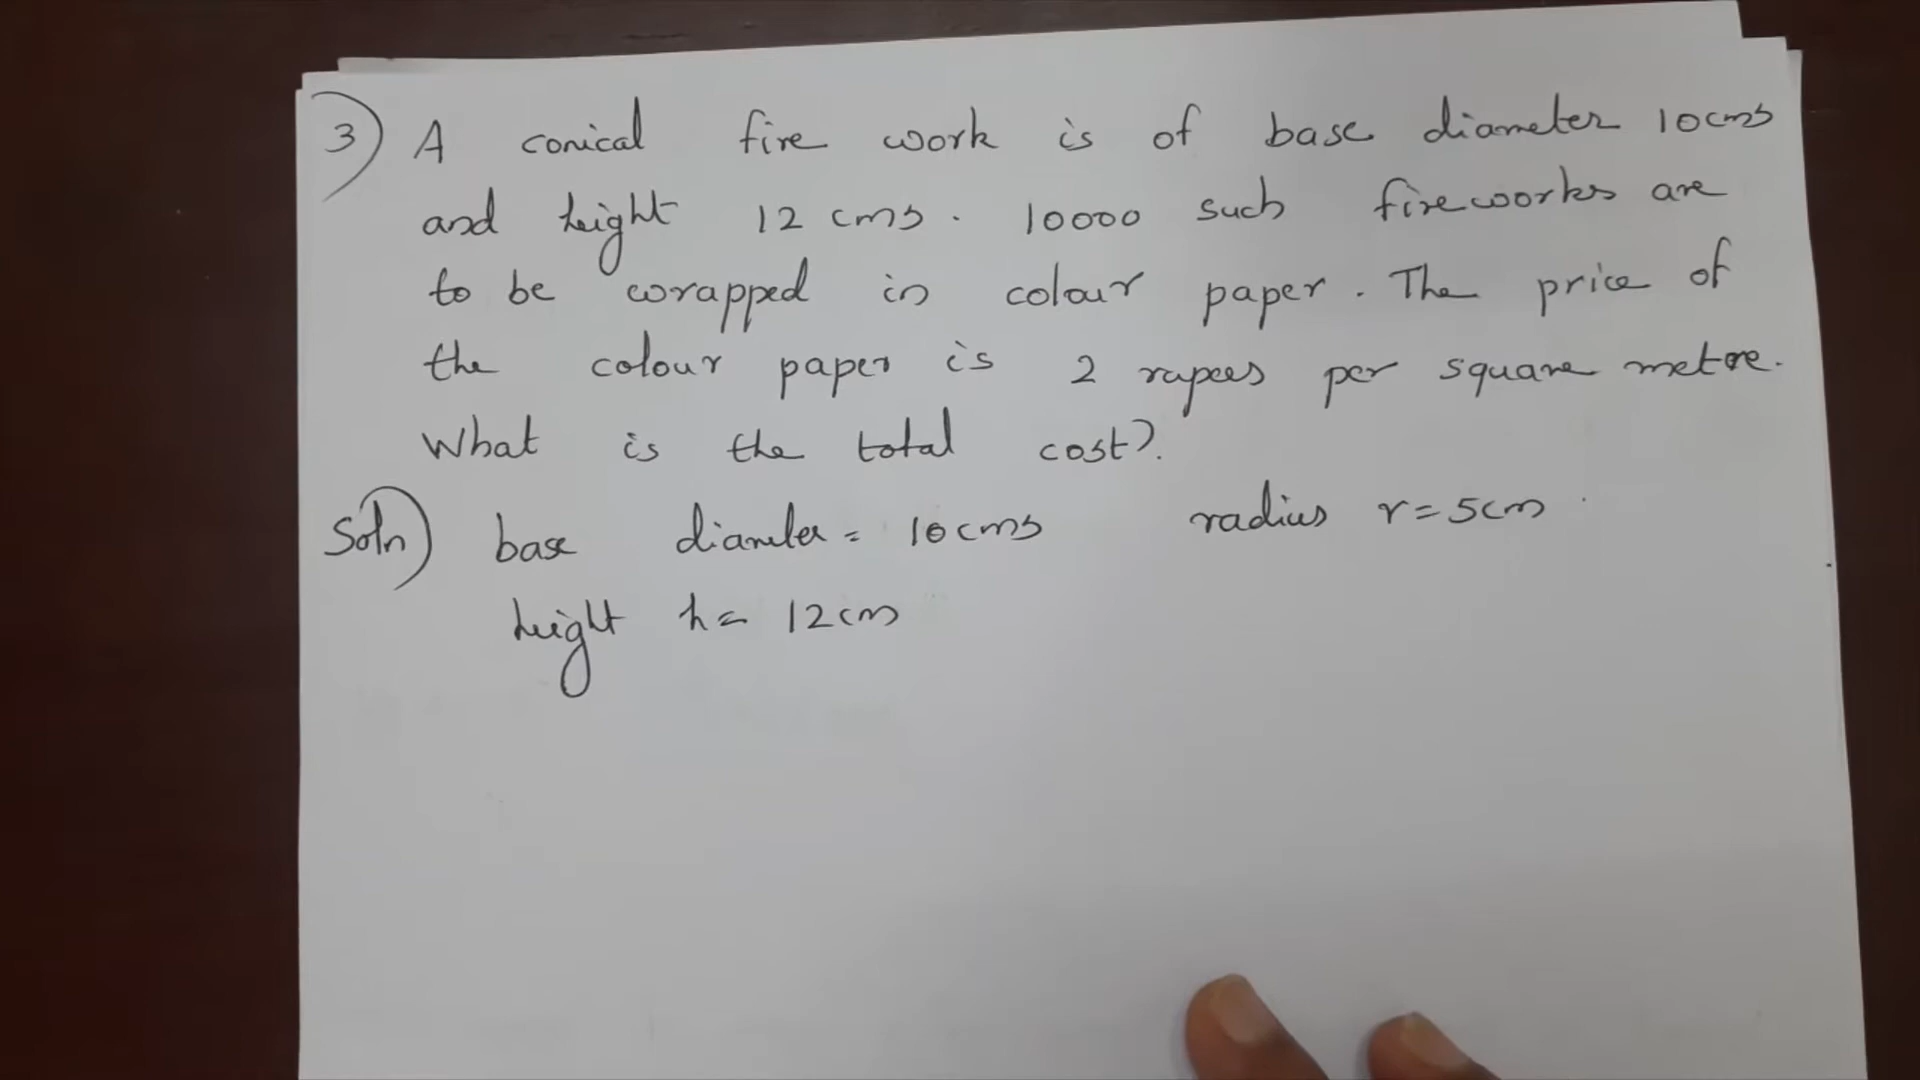 3) A conical fire work is of base diameter 10cms
and height 12 cms. 10000 such fireworks are
to be wrapped in colour paper. The price of
the colour paper is 2 rupees per square metre.
What is the total cost?
Soln) base diameter = 10cms radius r = 5cm
height h = 12cm